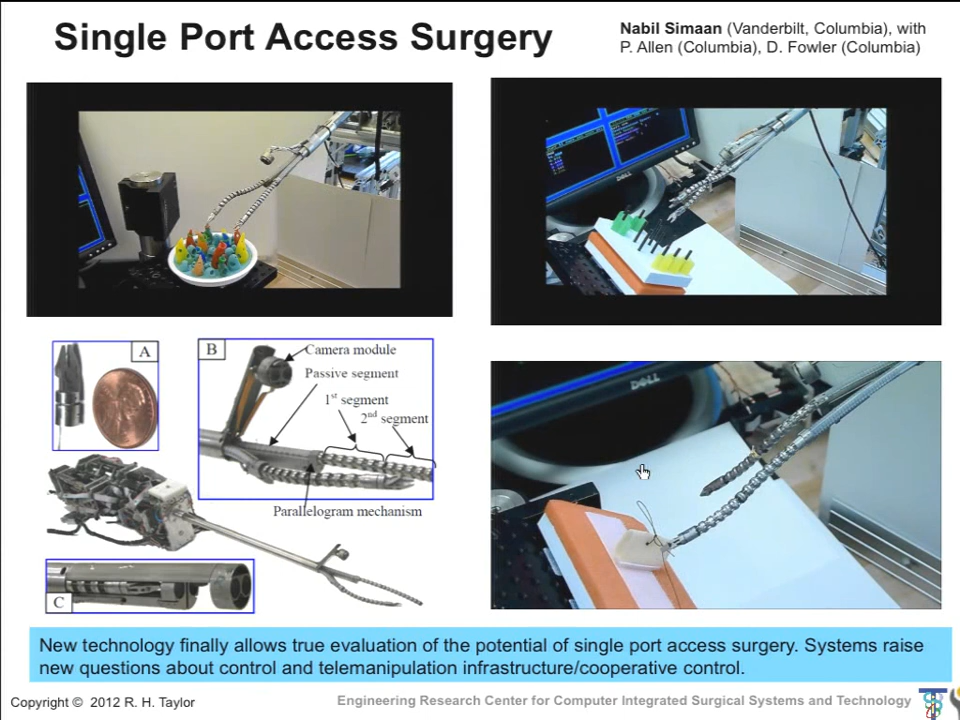 Single Port Access Surgery
Nabil Simaan (Vanderbilt, Columbia), with
P. Allen (Columbia), D. Fowler (Columbia)
DELL
DELL
A
B
Camera module
Passive segment
1st segment
2nd segment
Parallelogram mechanism
C
New technology finally allows true evaluation of the potential of single port access surgery. Systems raise
new questions about control and telemanipulation infrastructure/cooperative control.
Copyright © 2012 R. H. Taylor
Engineering Research Center for Computer Integrated Surgical Systems and Technology